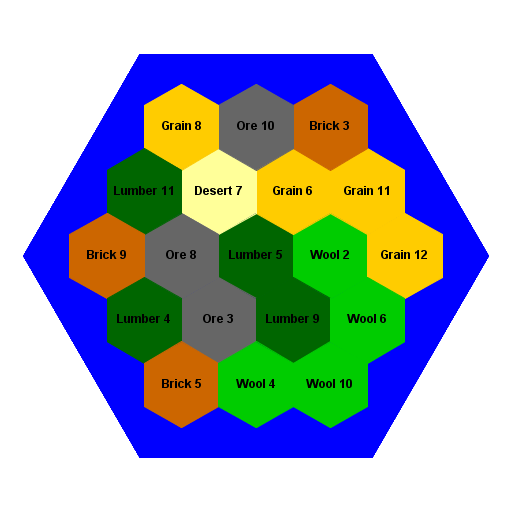 Grain 8
Ore 10
Brick 3
Lumber 11
Desert 7
Grain 6
Grain 11
Brick 9
Ore 8
Lumber 5
Wool 2
Grain 12
Lumber 4
Ore 3
Lumber 9
Wool 6
Brick 5
Wool 4
Wool 10